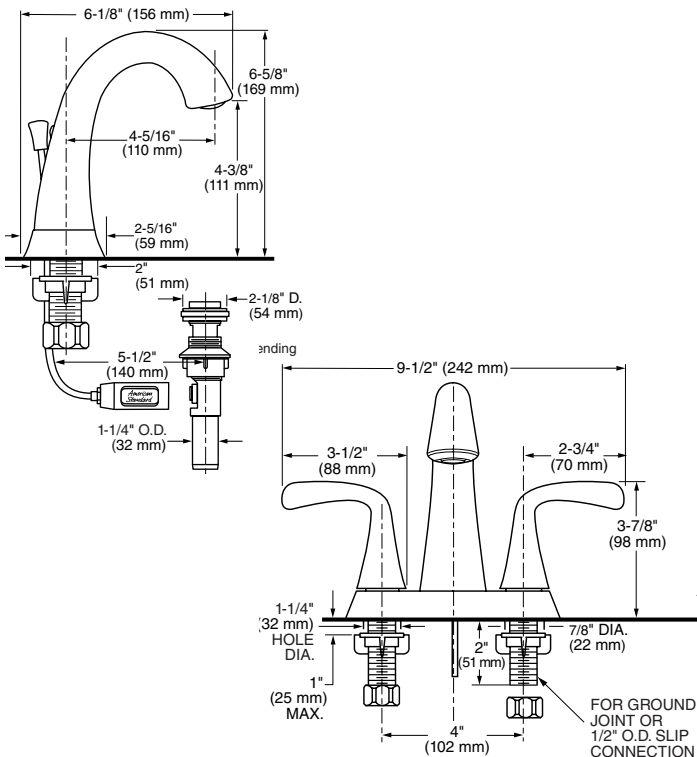 6-1/8" (156 mm)
6-5/8"
(169 mm)
4-5/16"
(110 mm)
4-3/8"
(111 mm)
2-5/16"
(59 mm)
2"
(51 mm)
2-1/8" D.
(54 mm)
ending
5-1/2"
(140 mm)
American
Standard
1-1/4" O.D.
(32 mm)
9-1/2" (242 mm)
3-1/2"
(88 mm)
2-3/4"
(70 mm)
3-7/8"
(98 mm)
1-1/4"
(32 mm)
HOLE
DIA.
7/8" DIA.
(22 mm)
2"
(51 mm)
1"
(25 mm)
MAX.
4"
(102 mm)
FOR GROUND
JOINT OR
1/2" O.D. SLIP
CONNECTION